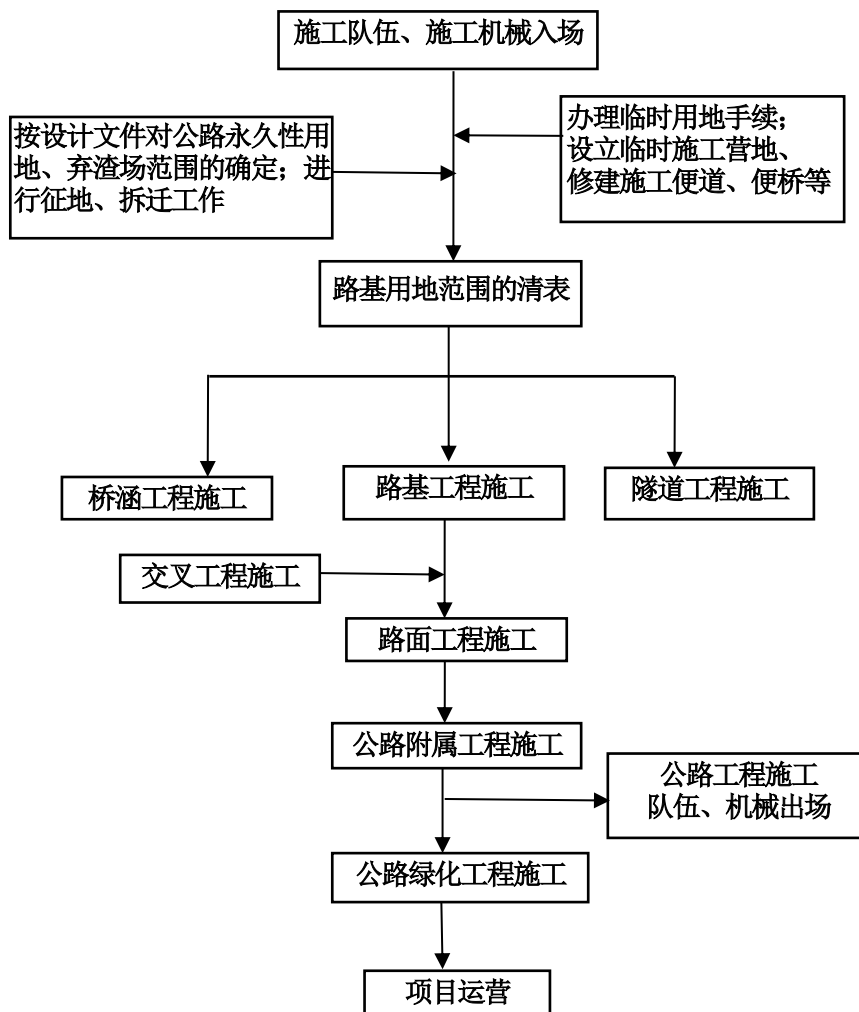 施工队伍、施工机械入场
按设计文件对公路永久性用
地、弃渣场范围的确定；进
行征地、拆迁工作
办理临时用地手续；
设立临时施工营地、
修建施工便道、便桥等
路基用地范围的清表
桥涵工程施工
路基工程施工
隧道工程施工
交叉工程施工
路面工程施工
公路附属工程施工
公路工程施工
队伍、机械出场
公路绿化工程施工
项目运营